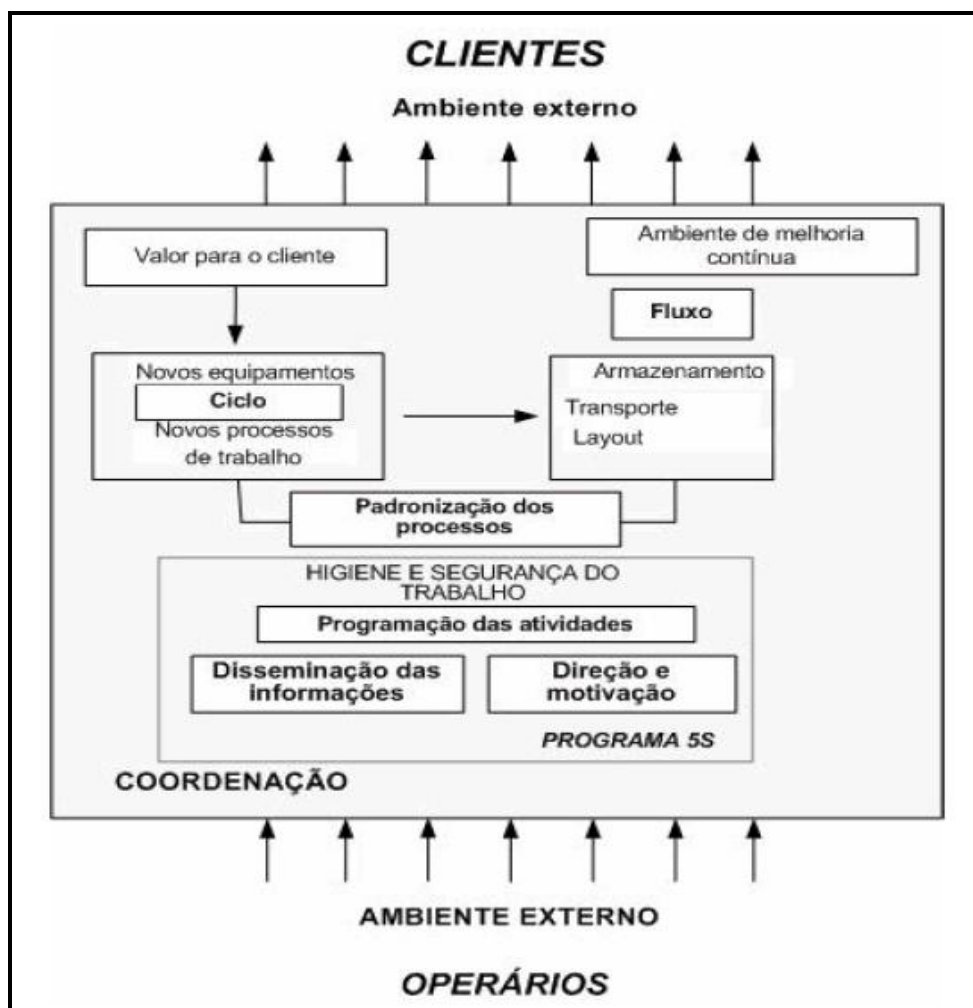 CLIENTES
Ambiente externo
Valor para o cliente
Ambiente de melhoria
contínua
Fluxo
Novos equipamentos
Ciclo
Novos processos
de trabalho
Armazenamento
Transporte
Layout
Padronização dos
processos
HIGIENE E SEGURANÇA DO
TRABALHO
Programação das atividades
Disseminação das
informações
Direção e
motivação
PROGRAMA 5S
COORDENAÇÃO
AMBIENTE EXTERNO
OPERÁRIOS